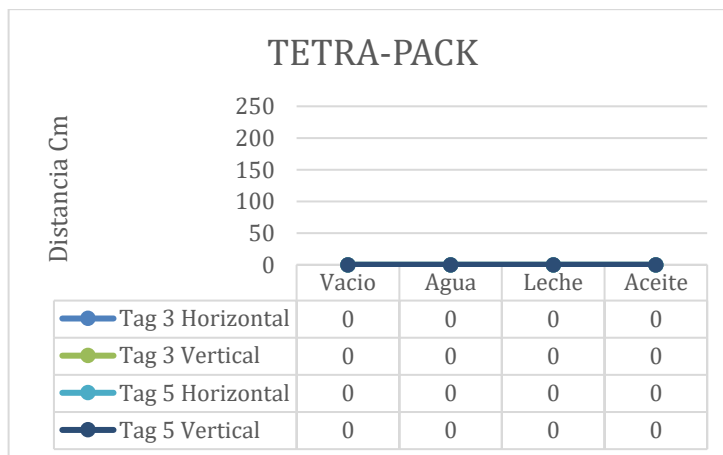 TETRA-PACK
Distancia Cm
250
200
150
100
50
0
Vacio Agua Leche Aceite
Tag 3 Horizontal 0 0 0 0
Tag 3 Vertical 0 0 0 0
Tag 5 Horizontal 0 0 0 0
Tag 5 Vertical 0 0 0 0